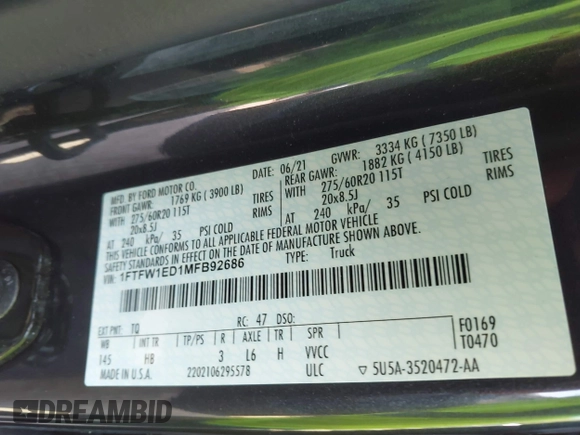 MFD. BY FORD MOTOR CO.
DATE: 06/21 GVWR: 3334 KG ( 7350 LB)
FRONT GAWR: 1769 KG ( 3900 LB) REAR GAWR: 1882 KG ( 4150 LB)
WITH 275/60R20 115T TIRES WITH 275/60R20 115T TIRES
20x8.5J RIMS 20x8.5J RIMS
AT 240 kPa/ 35 PSI COLD AT 240 kPa/ 35 PSI COLD
THIS VEHICLE CONFORMS TO ALL APPLICABLE FEDERAL MOTOR VEHICLE
SAFETY STANDARDS IN EFFECT ON THE DATE OF MANUFACTURE SHOWN ABOVE.
VIN: 1FTFW1ED1MFB92686 TYPE: Truck
EXT PNT: TQ RC: 47 DSO: F0169
WB INT TR TP/PS R AXLE TR SPR T0470
145 HB 3 L6 H VVCC
2202106295578 ULC ▽ 5U5A-3520472-AA
DREAMBID